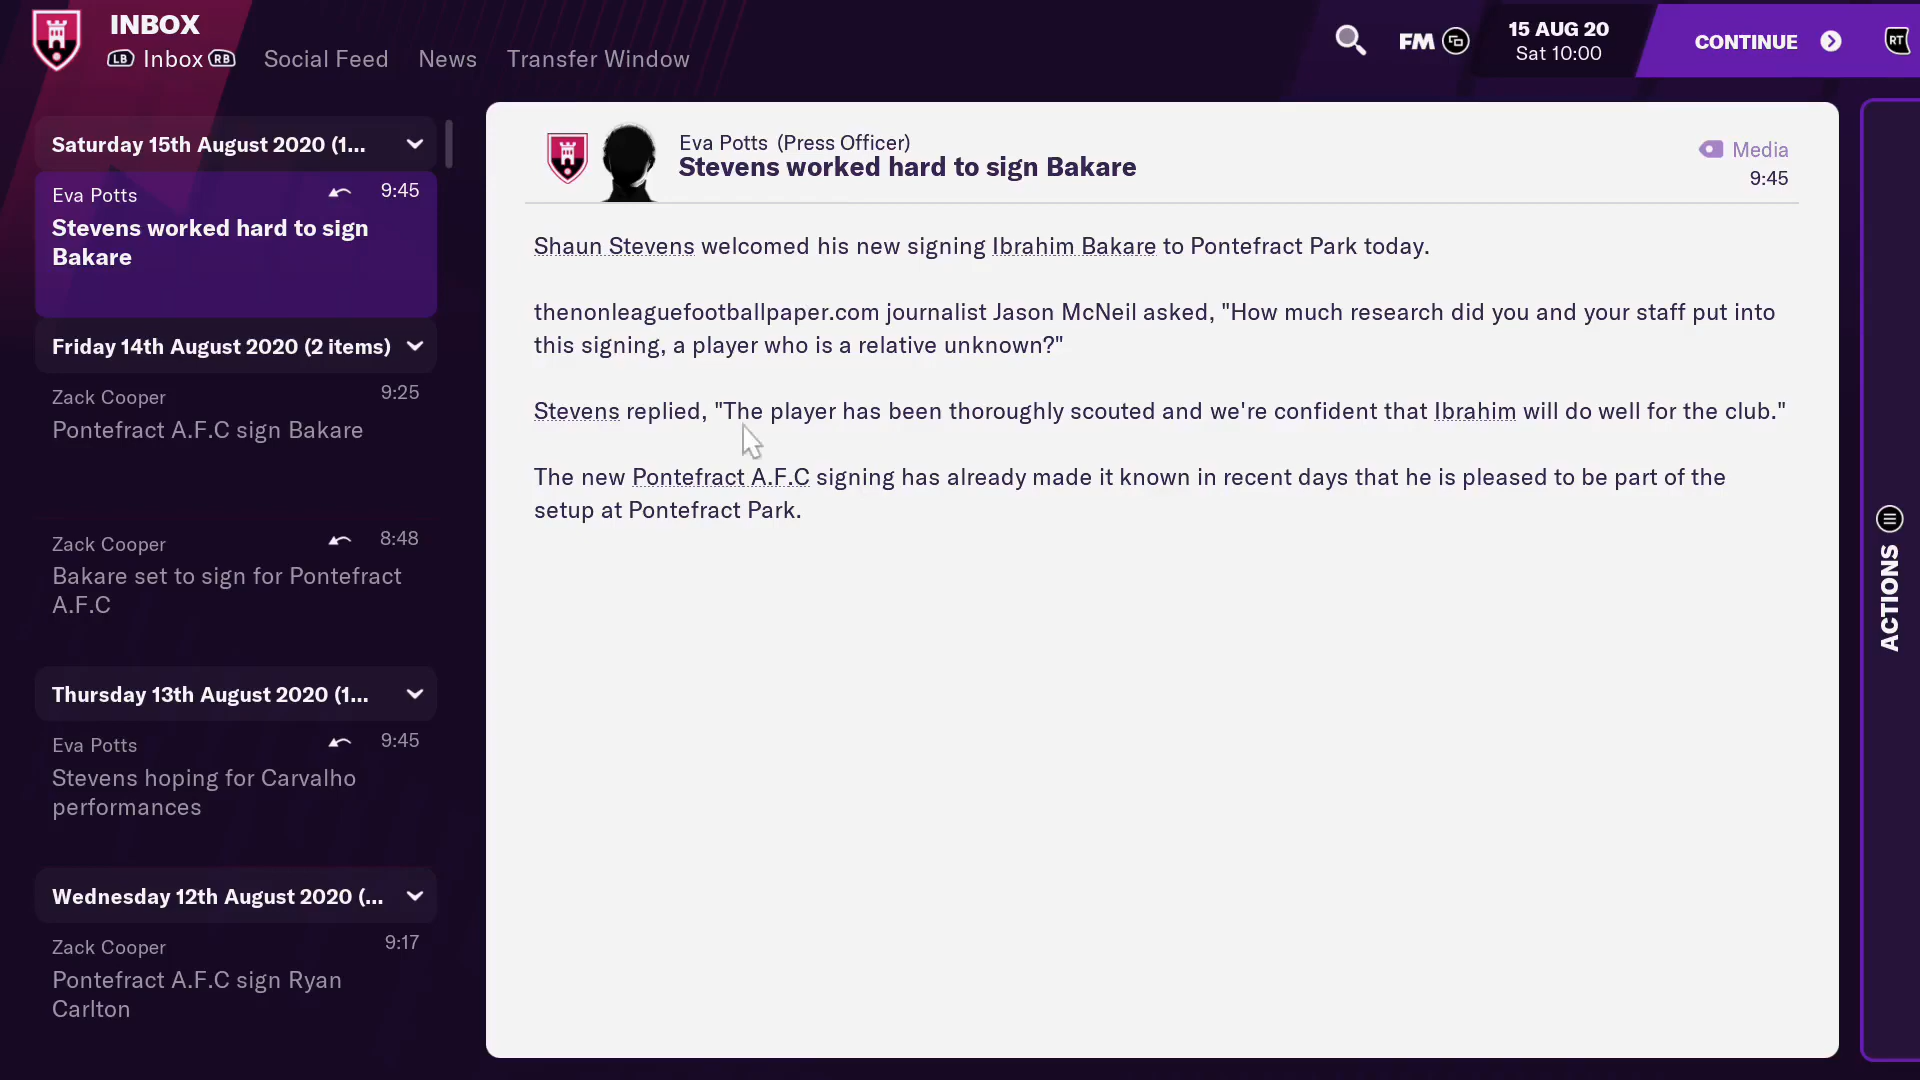 INBOX
LB Inbox RB
Social Feed
News
Transfer Window
FM
15 AUG 20
Sat 10:00
CONTINUE
RT
Saturday 15th August 2020 (1...
Eva Potts
9:45
Stevens worked hard to sign
Bakare
Friday 14th August 2020 (2 items)
Zack Cooper
9:25
Pontefract A.F.C sign Bakare
Zack Cooper
8:48
Bakare set to sign for Pontefract
A.F.C
Thursday 13th August 2020 (1...
Eva Potts
9:45
Stevens hoping for Carvalho
performances
Wednesday 12th August 2020 (...
Zack Cooper
9:17
Pontefract A.F.C sign Ryan
Carlton
Eva Potts (Press Officer)
Stevens worked hard to sign Bakare
Media
9:45
Shaun Stevens welcomed his new signing Ibrahim Bakare to Pontefract Park today.
thenonleaguefootballpaper.com journalist Jason McNeil asked, "How much research did you and your staff put into
this signing, a player who is a relative unknown?"
Stevens replied, "The player has been thoroughly scouted and we're confident that Ibrahim will do well for the club."
The new Pontefract A.F.C signing has already made it known in recent days that he is pleased to be part of the
setup at Pontefract Park.
ACTIONS